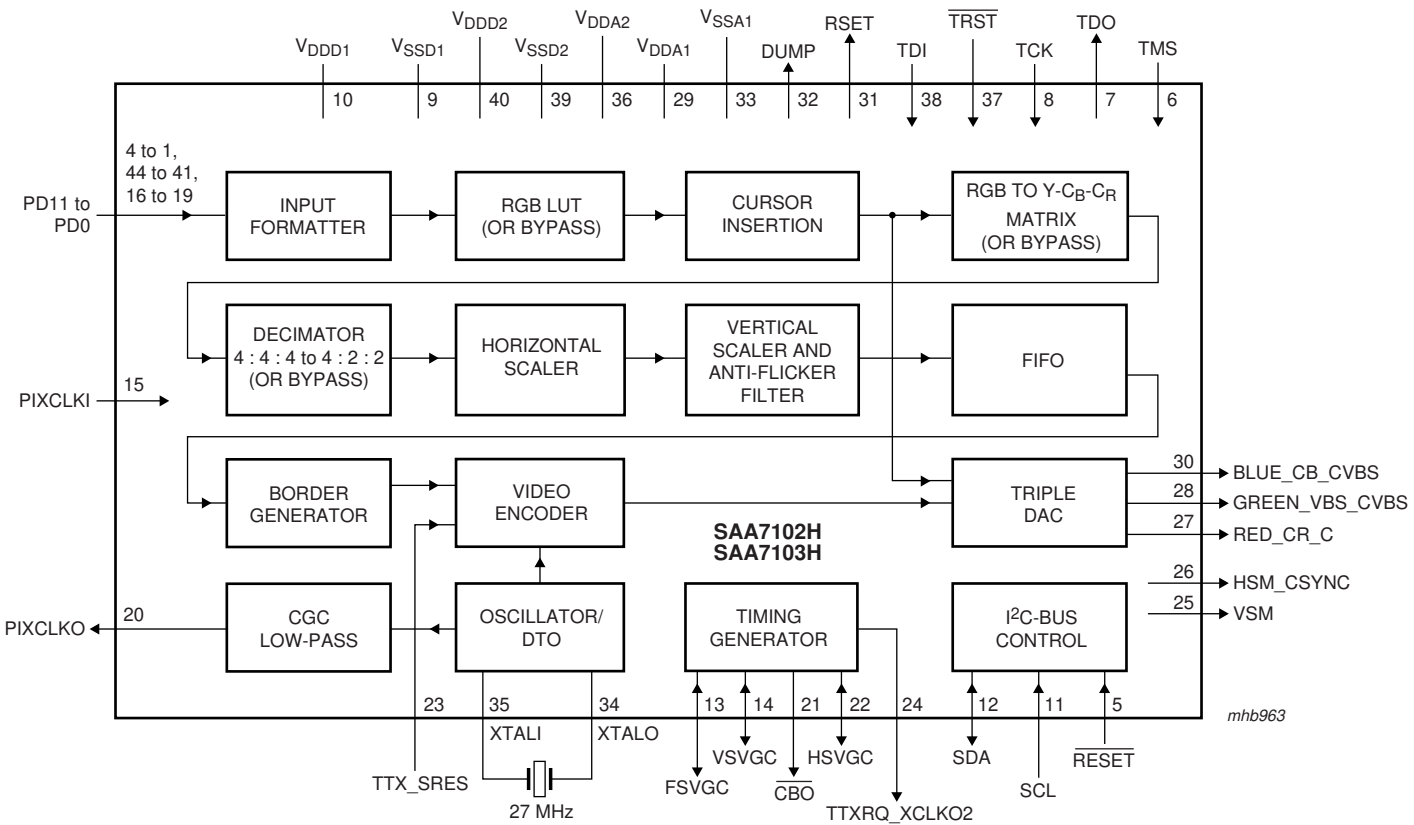 VDDD1
VSSD1
VDDD2
VSSD2
VDDA2
VDDA1
VSSA1
DUMP
RSET
TDI
TRST
TCK
TDO
TMS
10
9
40
39
36
29
33
32
31
38
37
8
7
6
4 to 1,
44 to 41,
16 to 19
PD11 to
PD0
INPUT
FORMATTER
RGB LUT
(OR BYPASS)
CURSOR
INSERTION
RGB TO Y-CB-CR
MATRIX
(OR BYPASS)
DECIMATOR
4 : 4 : 4 to 4 : 2 : 2
(OR BYPASS)
HORIZONTAL
SCALER
VERTICAL
SCALER AND
ANTI-FLICKER
FILTER
FIFO
15
PIXCLKI
BORDER
GENERATOR
VIDEO
ENCODER
TRIPLE
DAC
30
BLUE_CB_CVBS
28
GREEN_VBS_CVBS
27
RED_CR_C
SAA7102H
SAA7103H
26
HSM_CSYNC
25
VSM
20
PIXCLKO
CGC
LOW-PASS
OSCILLATOR/
DTO
TIMING
GENERATOR
I2C-BUS
CONTROL
23
35
34
13
14
21
22
24
12
11
5
mhb963
XTALI
XTALO
TTX_SRES
27 MHz
FSVGC
VSVGC
CBO
HSVGC
TTXRQ_XCLKO2
SDA
SCL
RESET